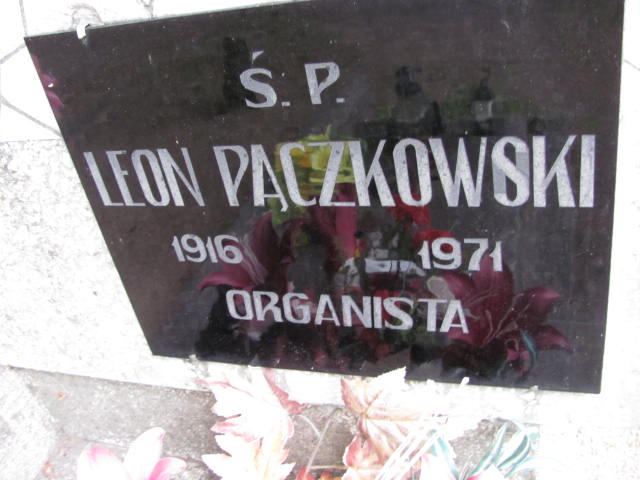 Ś. P.
LEON PĄCZKOWSKI
1916 - 1971
ORGANISTA